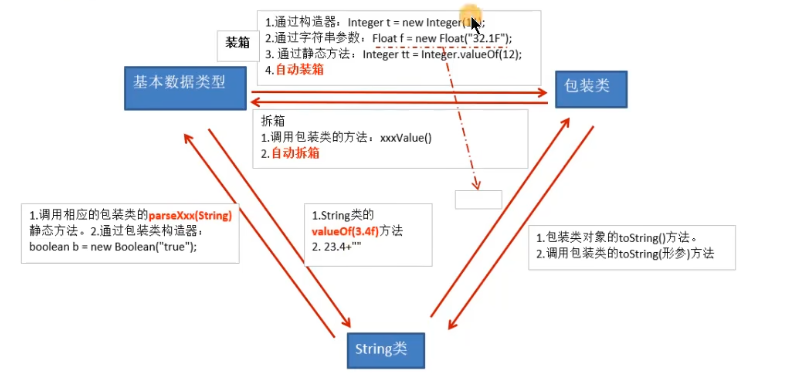 装箱
1.通过构造器：Integer t = new Integer(1
2.通过字符串参数：Float f = new Float("32.1F");
3. 通过静态方法：Integer tt = Integer.valueOf(12);
4.自动装箱
基本数据类型
包装类
拆箱
1.调用包装类的方法：xxxValue()
2.自动拆箱
1.调用相应的包装类的parseXxx(String)
静态方法。2.通过包装类构造器：
boolean b = new Boolean("true");
1.String类的
valueOf(3.4f)方法
2. 23.4+""
1.包装类对象的toString()方法。
2.调用包装类的toString(形参)方法
String类